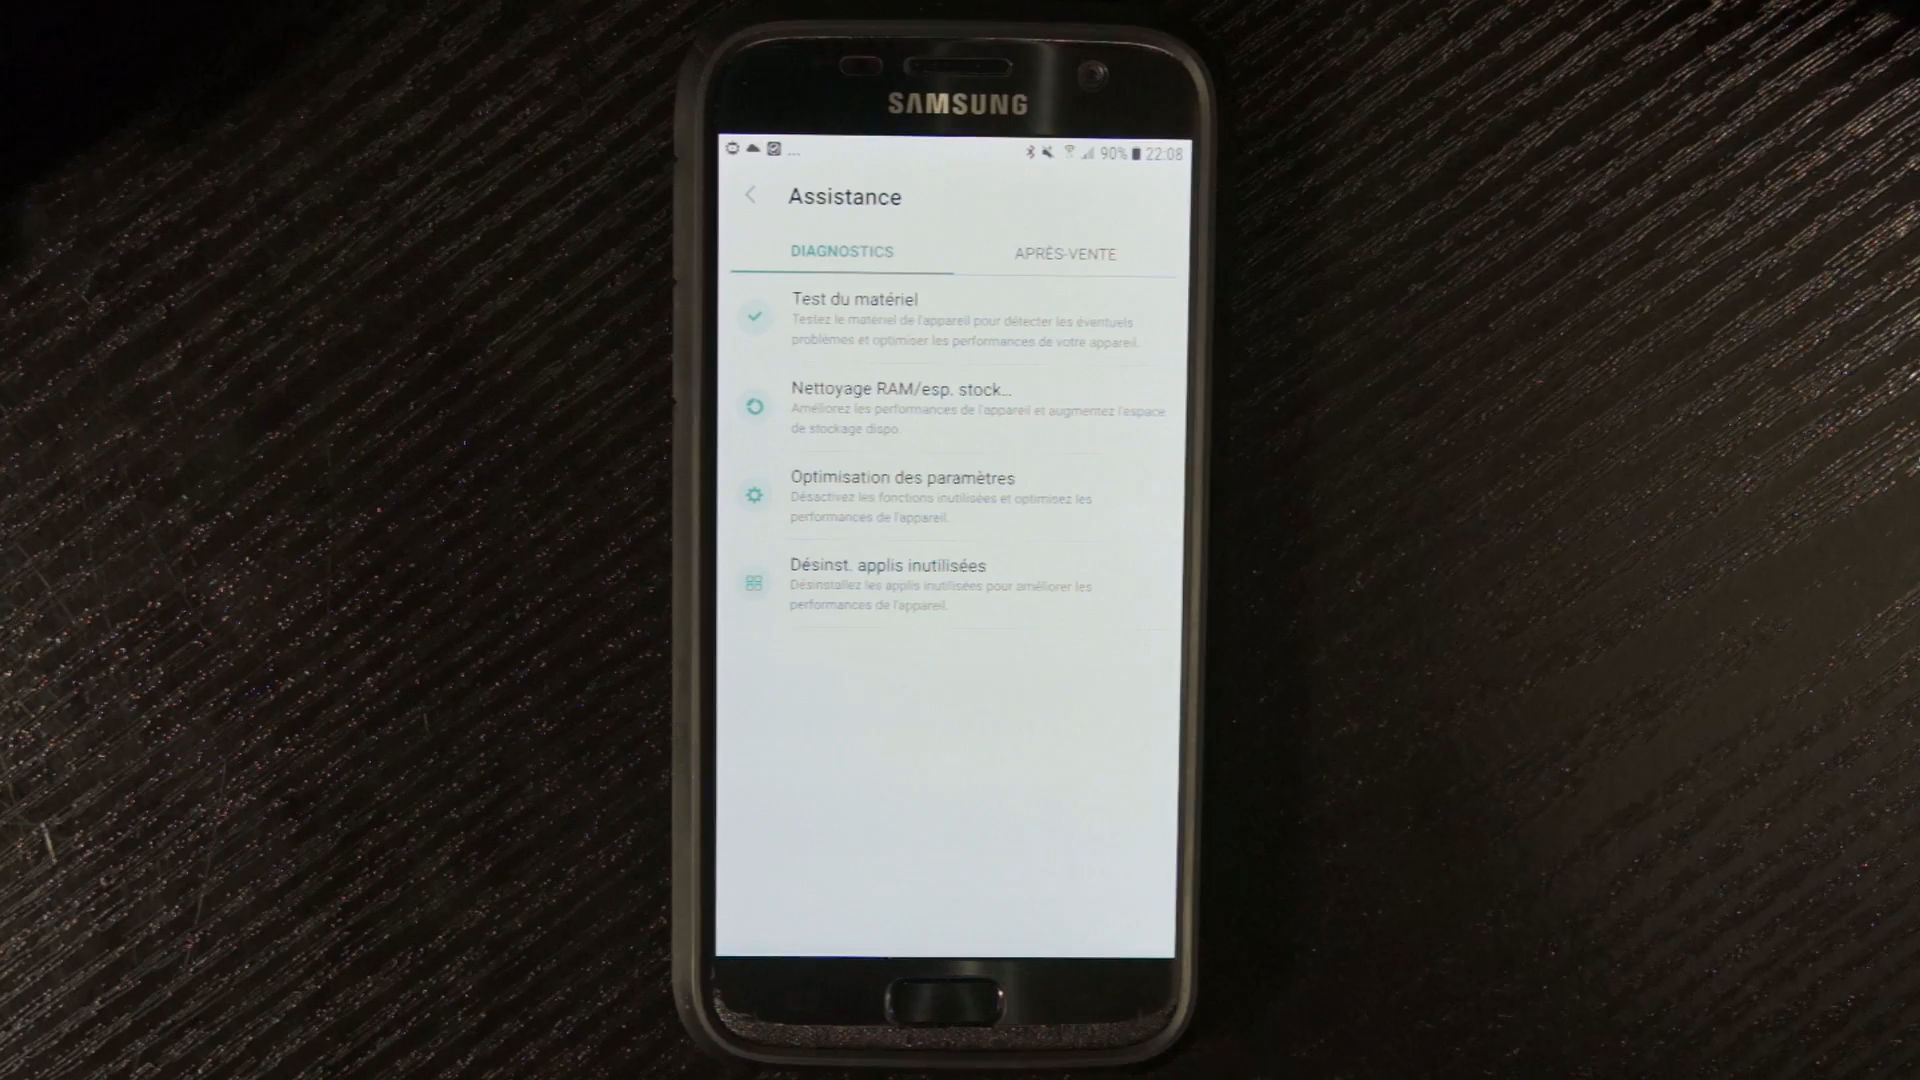 SAMSUNG
... 90% 22:08
Assistance
DIAGNOSTICS APRÈS-VENTE
Test du matériel
Testez le matériel de l'appareil pour détecter les éventuels
problèmes et optimiser les performances de votre appareil.
Nettoyage RAM/esp. stock...
Améliorez les performances de l'appareil et augmentez l'espace
de stockage dispo.
Optimisation des paramètres
Désactivez les fonctions inutilisées et optimisez les
performances de l'appareil.
Désinst. applis inutilisées
Désinstallez les applis inutilisées pour améliorer les
performances de l'appareil.